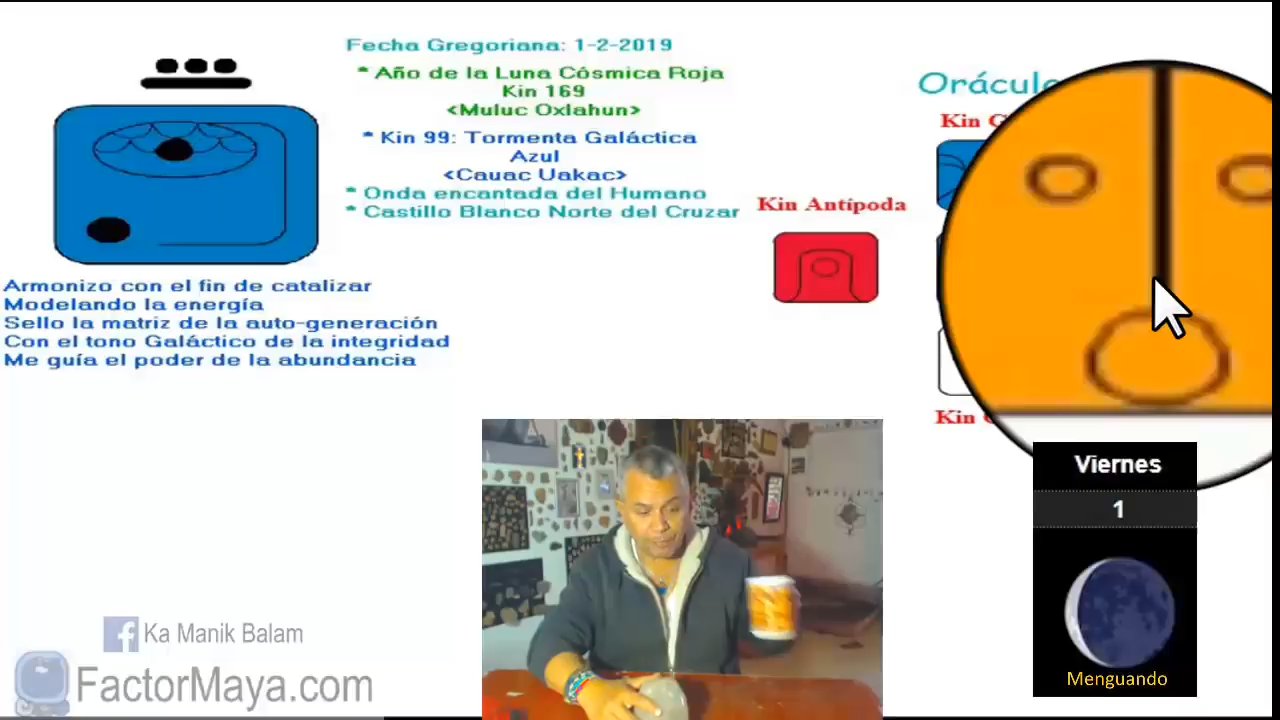 Fecha Gregoriana: 1-2-2019
* Año de la Luna Cósmica Roja
Kin 169
<Muluc Oxlahun>
* Kin 99: Tormenta Galáctica
Azul
<Cauac Uakac>
* Onda encantada del Humano
* Castillo Blanco Norte del Cruzar
Armonizo con el fin de catalizar
Modelando la energía
Sello la matriz de la auto-generación
Con el tono Galáctico de la integridad
Me guía el poder de la abundancia
Kin Antípoda
Kin
Kin
Viernes
1
Menguando
Ka Manik Balam
FactorMaya.com